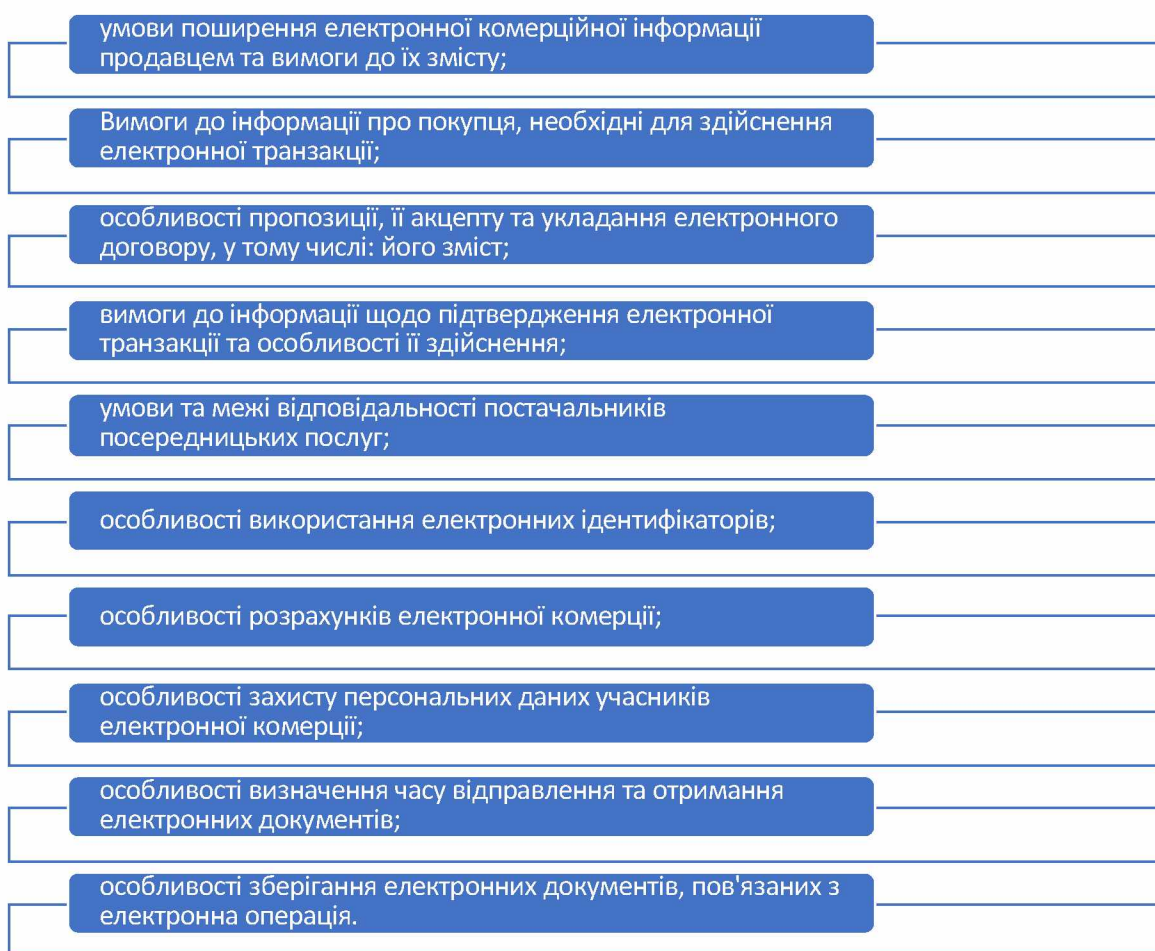 умови поширення електронної комерційної інформації
продавцем та вимоги до їх змісту;
Вимоги до інформації про покупця, необхідні для здійснення
електронної транзакції;
особливості пропозиції, її акцепту та укладання електронного
договору, у тому числі: його зміст;
вимоги до інформації щодо підтвердження електронної
транзакції та особливості її здійснення;
умови та межі відповідальності постачальників
посередницьких послуг;
особливості використання електронних ідентифікаторів;
особливості розрахунків електронної комерції;
особливості захисту персональних даних учасників
електронної комерції;
особливості визначення часу відправлення та отримання
електронних документів;
особливості зберігання електронних документів, пов'язаних з
електронна операція.